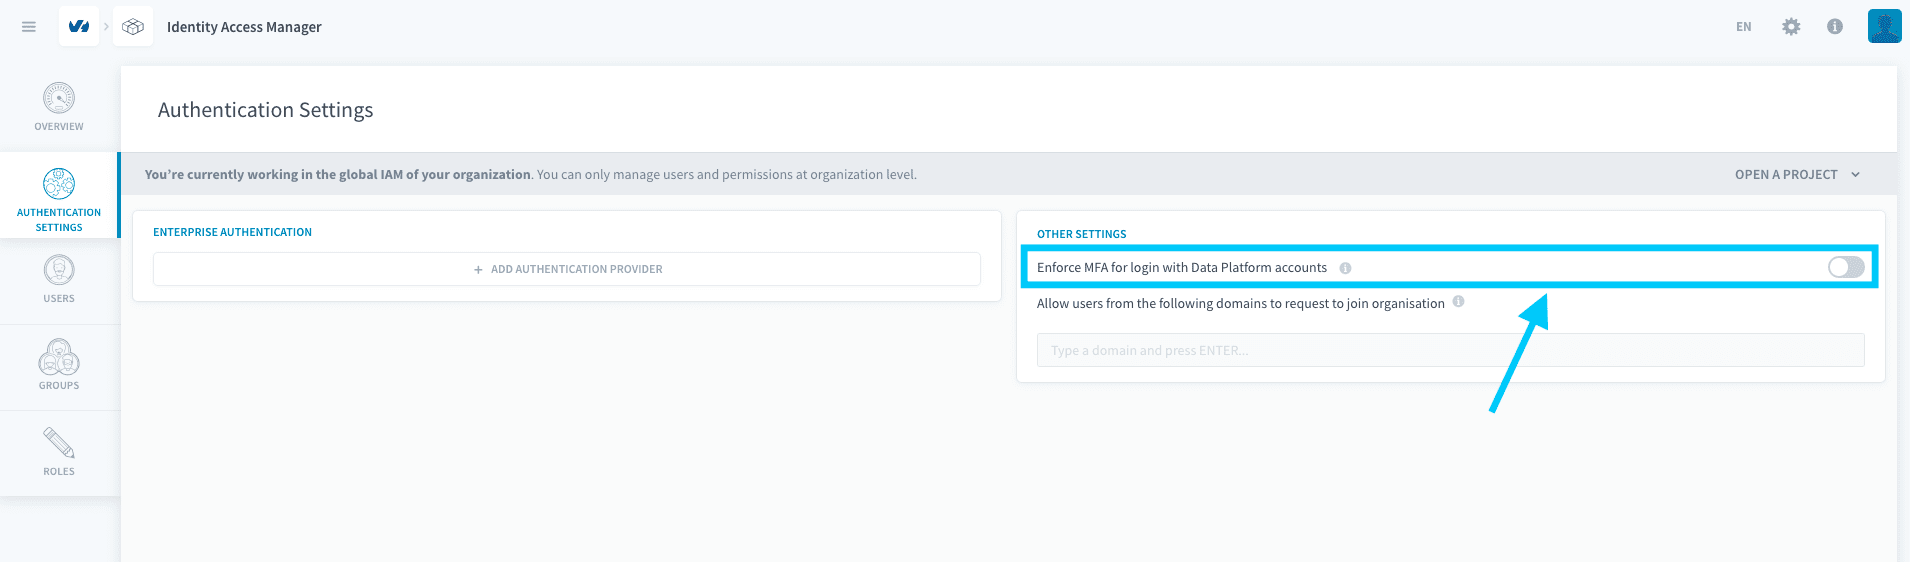 Identity Access Manager
EN
OVERVIEW
AUTHENTICATION
SETTINGS
USERS
GROUPS
ROLES
Authentication Settings
You're currently working in the global IAM of your organization. You can only manage users and permissions at organization level.
OPEN A PROJECT
ENTERPRISE AUTHENTICATION
+ ADD AUTHENTICATION PROVIDER
OTHER SETTINGS
Enforce MFA for login with Data Platform accounts
Allow users from the following domains to request to join organisation
Type a domain and press ENTER...